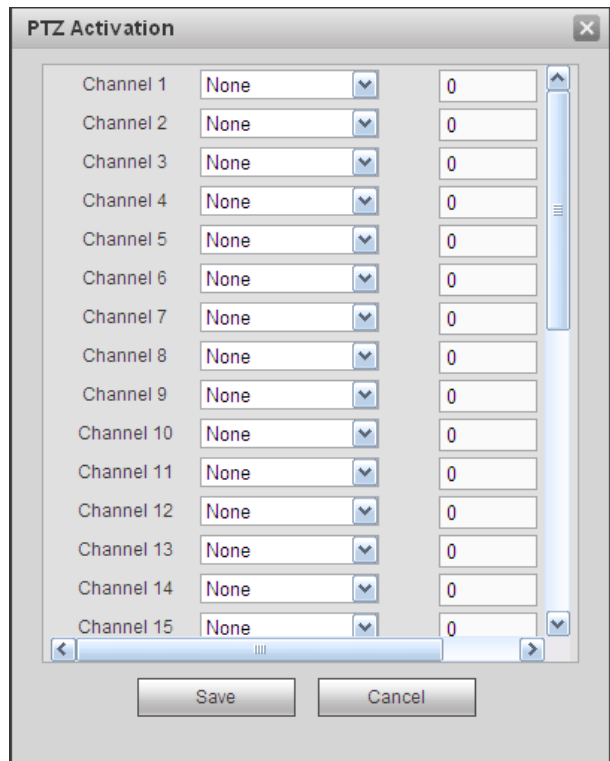 PTZ Activation
Channel 1 None 0
Channel 2 None 0
Channel 3 None 0
Channel 4 None 0
Channel 5 None 0
Channel 6 None 0
Channel 7 None 0
Channel 8 None 0
Channel 9 None 0
Channel 10 None 0
Channel 11 None 0
Channel 12 None 0
Channel 13 None 0
Channel 14 None 0
Channel 15 None 0
Save Cancel